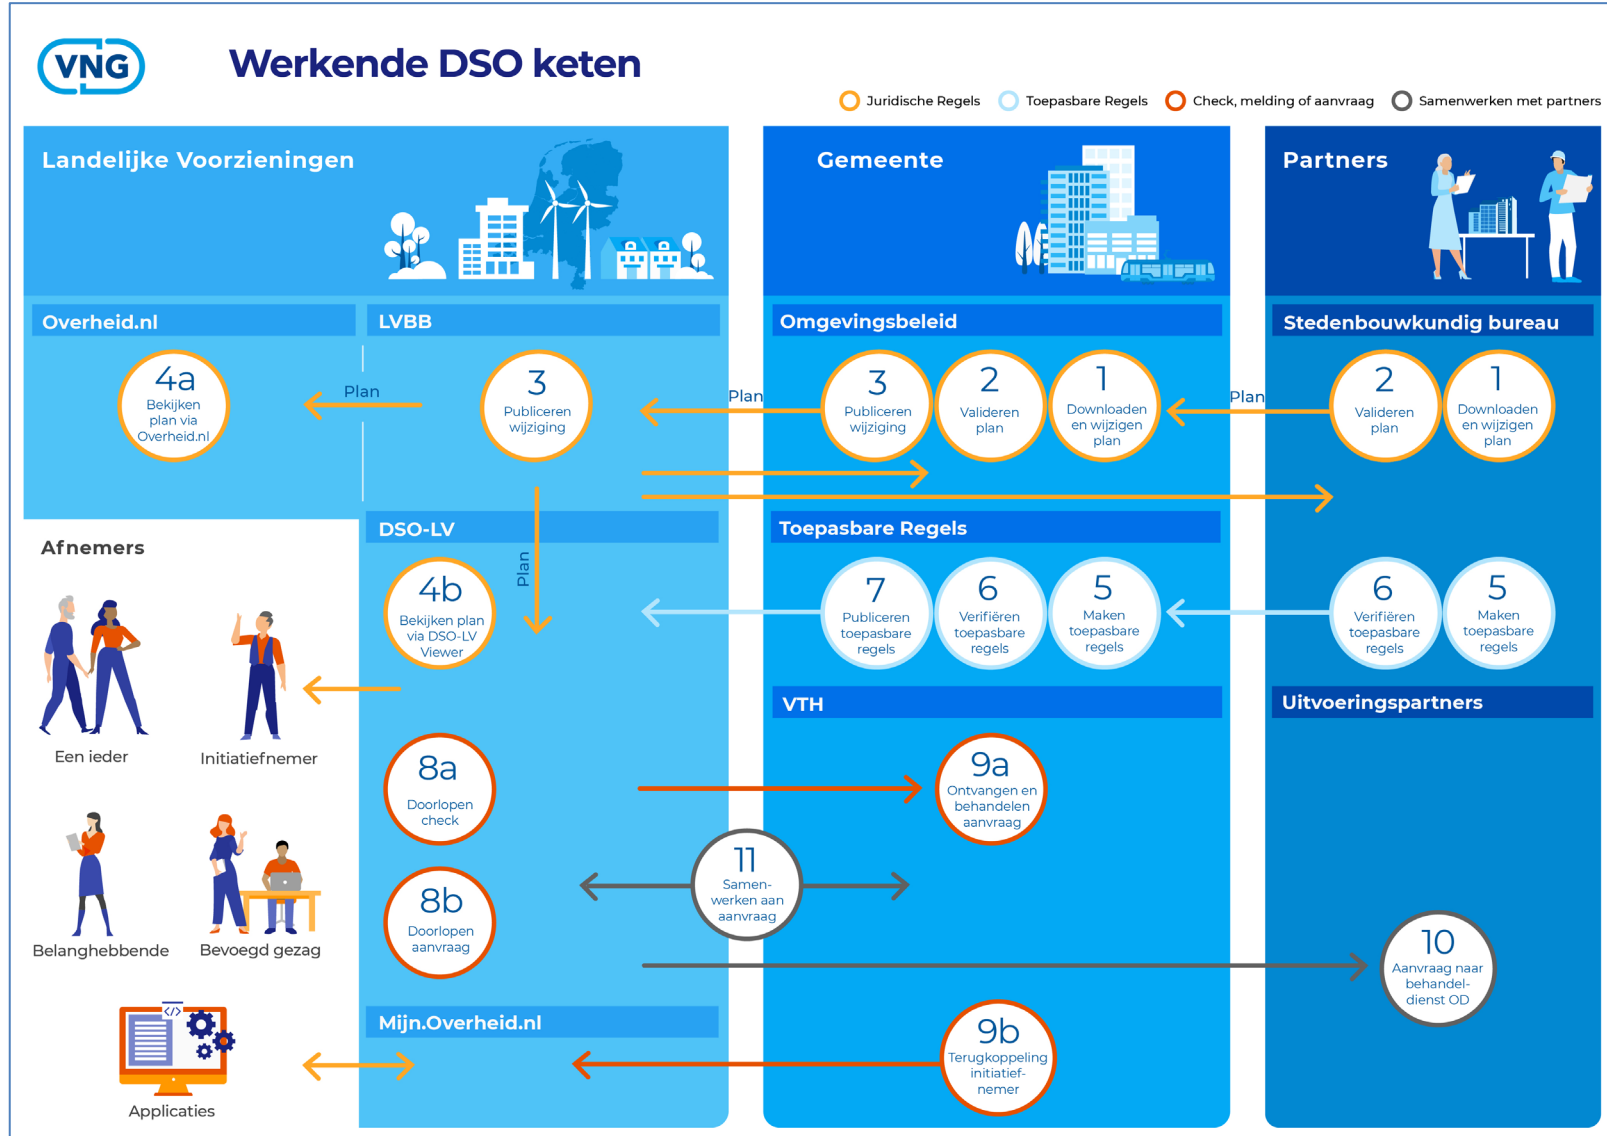 VNG
Werkende DSO keten
Juridische Regels
Toepasbare Regels
Check, melding of aanvraag
Samenwerken met partners
Landelijke Voorzieningen
Gemeente
Partners
Overheid.nl
LVBB
Omgevingsbeleid
Stedenbouwkundig bureau
4a
Bekijken
plan via
Overheid.nl
Plan
3
Publiceren
wijziging
Plan
3
Publiceren
wijziging
2
Valideren
plan
1
Downloaden
en wijzigen
plan
Plan
2
Valideren
plan
1
Downloaden
en wijzigen
plan
Afnemers
DSO-LV
Toepasbare Regels
4b
Bekijken plan
via DSO-LV
Viewer
Plan
7
Publiceren
toepasbare
regels
6
Verifiëren
toepasbare
regels
5
Maken
toepasbare
regels
6
Verifiëren
toepasbare
regels
5
Maken
toepasbare
regels
Een ieder
Initiatiefnemer
VTH
Uitvoeringspartners
8a
Doorlopen
check
9a
Ontvangen en
behandelen
aanvraag
11
Samen-
werken aan
aanvraag
8b
Doorlopen
aanvraag
Belanghebbende
Bevoegd gezag
10
Aanvraag naar
behandel-
dienst OD
Mijn.Overheid.nl
9b
Terugkoppeling
initiatief-
nemer
</>
Applicaties